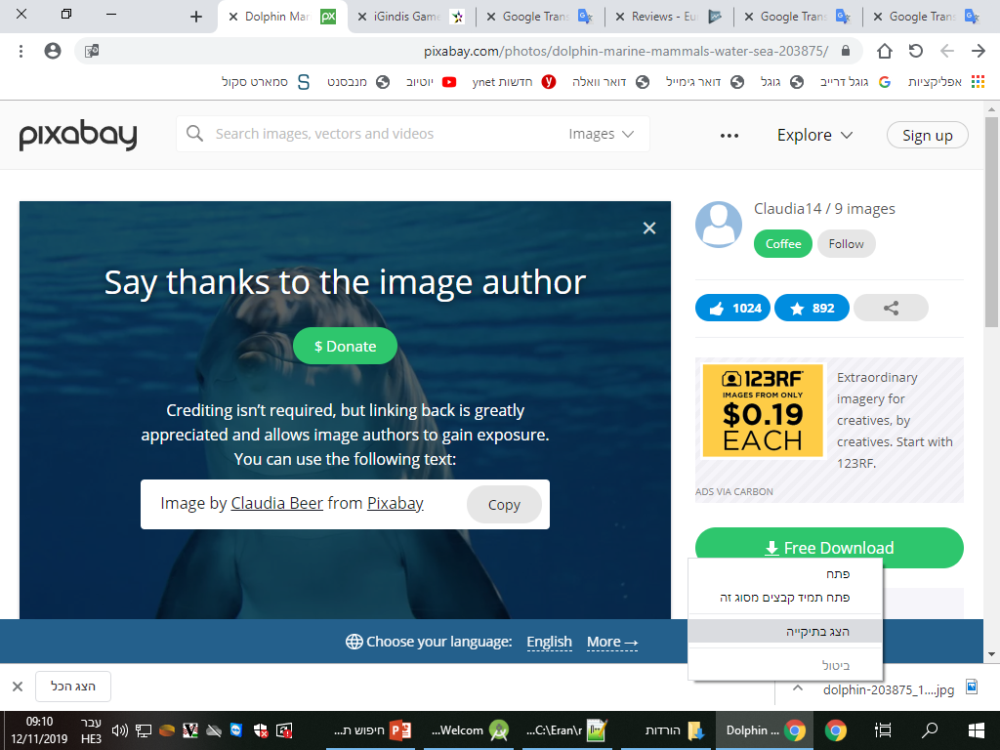 Dolphin Mar
iGindis Game
Google Trans
Reviews - Eu
Google Trans
Google Trans
pixabay.com/photos/dolphin-marine-mammals-water-sea-203875/
אפליקציות
גוגל דרייב
גוגל
דואר גימייל
דואר וואלה
חדשות ynet
יוטיוב
מנבסנט
סמארט סקול
pixabay
Search images, vectors and videos
Images
Explore
Sign up
Say thanks to the image author
$ Donate
Crediting isn’t required, but linking back is greatly
appreciated and allows image authors to gain exposure.
You can use the following text:
Image by Claudia Beer from Pixabay
Copy
Claudia14 / 9 images
Coffee
Follow
1024
892
123RF
IMAGES FROM ONLY
$0.19
EACH
Extraordinary
imagery for
creatives, by
creatives. Start with
123RF.
ADS VIA CARBON
Free Download
פתח
פתח תמיד קבצים מסוג זה
הצג בתיקייה
ביטול
Choose your language:
English
More →
הצג הכל
dolphin-203875_1....jpg
09:10
12/11/2019
עבר
HE3
חיפוש ת...
Welcom...
C:\Eran\r...
הורדות
Dolphin ...